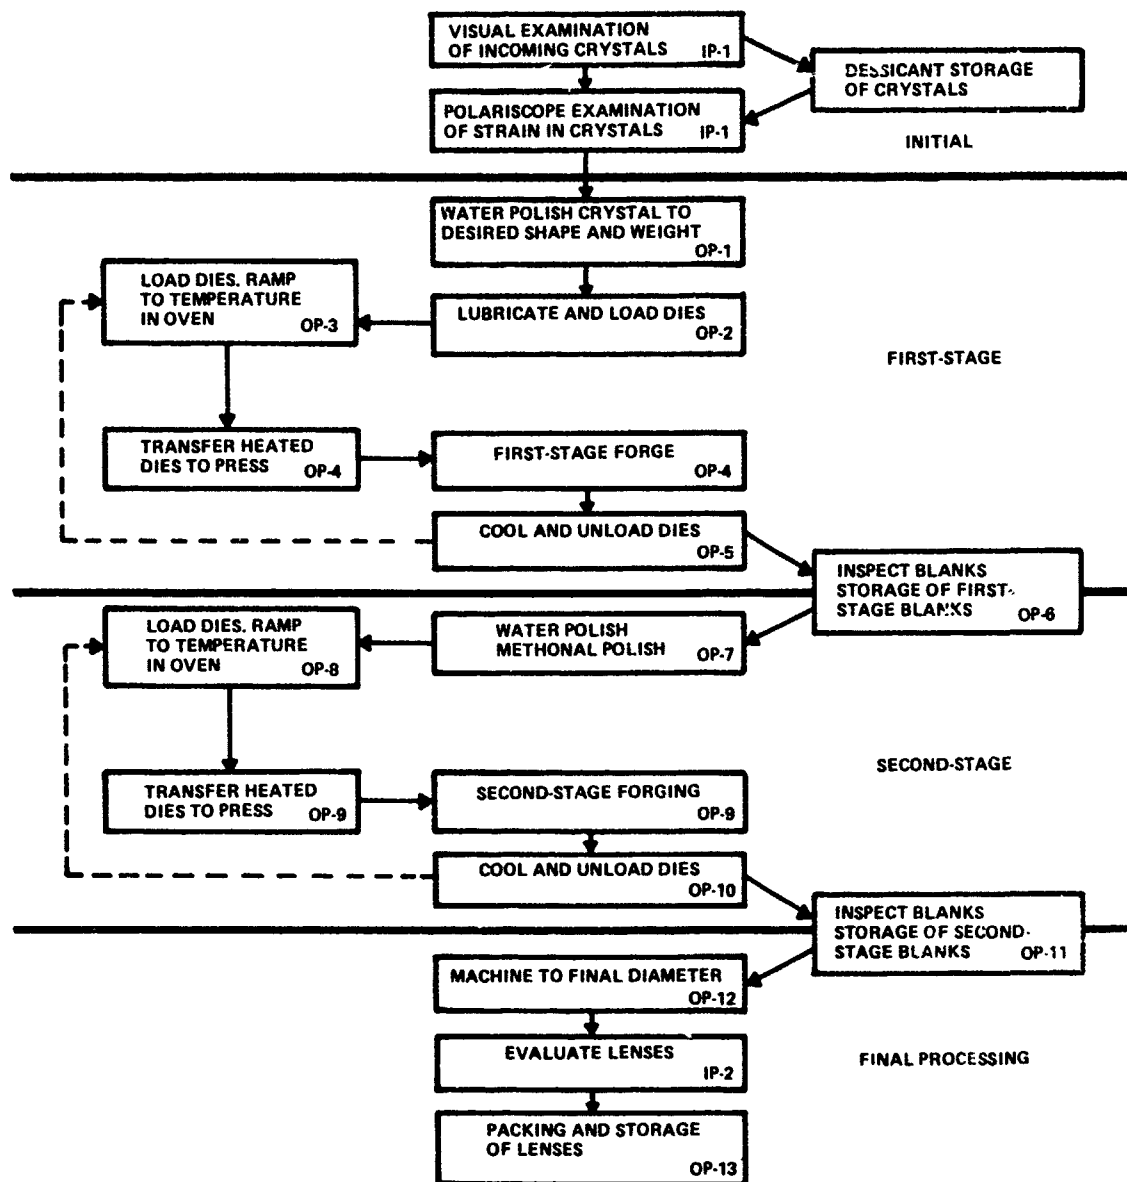 VISUAL EXAMINATION
OF INCOMING CRYSTALS IP-1
DESSICANT STORAGE
OF CRYSTALS
POLARISCOPE EXAMINATION
OF STRAIN IN CRYSTALS IP-1
INITIAL
WATER POLISH CRYSTAL TO
DESIRED SHAPE AND WEIGHT
OP-1
LOAD DIES. RAMP
TO TEMPERATURE
IN OVEN OP-3
LUBRICATE AND LOAD DIES
OP-2
FIRST-STAGE
TRANSFER HEATED
DIES TO PRESS OP-4
FIRST-STAGE FORGE
OP-4
COOL AND UNLOAD DIES
OP-5
INSPECT BLANKS
STORAGE OF FIRST-
STAGE BLANKS OP-6
LOAD DIES. RAMP
TO TEMPERATURE
IN OVEN OP-8
WATER POLISH
METHONAL POLISH OP-7
SECOND-STAGE
TRANSFER HEATED
DIES TO PRESS OP-9
SECOND-STAGE FORGING
OP-9
COOL AND UNLOAD DIES
OP-10
INSPECT BLANKS
STORAGE OF SECOND-
STAGE BLANKS OP-11
MACHINE TO FINAL DIAMETER
OP-12
EVALUATE LENSES
IP-2
FINAL PROCESSING
PACKING AND STORAGE
OF LENSES
OP-13